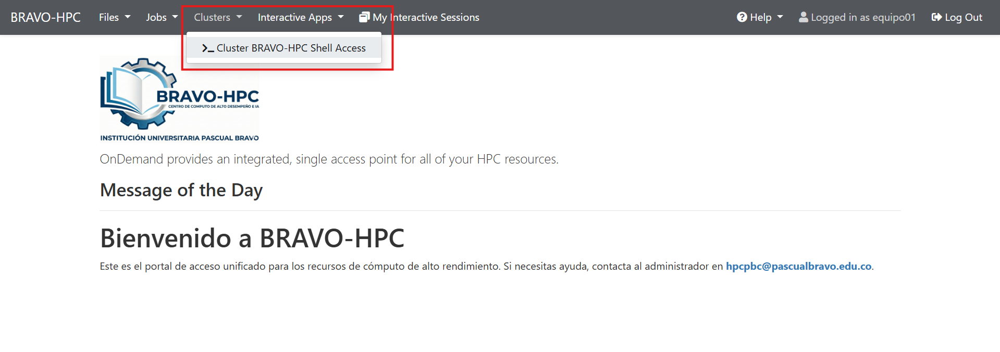 BRAVO-HPC Files Jobs Clusters Interactive Apps My Interactive Sessions Help Logged in as equipo01 Log Out
Cluster BRAVO-HPC Shell Access
BRAVO-HPC
CENTRO DE COMPUTO DE ALTO DESEMPEÑO E IA
INSTITUCIÓN UNIVERSITARIA PASCUAL BRAVO
OnDemand provides an integrated, single access point for all of your HPC resources.
Message of the Day
Bienvenido a BRAVO-HPC
Este es el portal de acceso unificado para los recursos de cómputo de alto rendimiento. Si necesitas ayuda, contacta al administrador en hpcpbc@pascualbravo.edu.co.